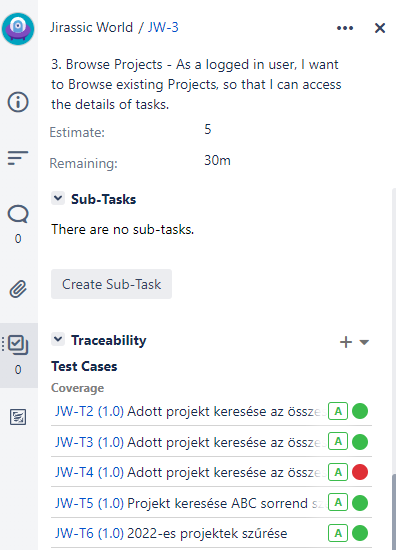 Jirassic World / JW-3
3. Browse Projects - As a logged in user, I want
to Browse existing Projects, so that I can access
the details of tasks.
Estimate: 5
Remaining: 30m
Sub-Tasks
There are no sub-tasks.
0
Create Sub-Task
Traceability
0
Test Cases
Coverage
JW-T2 (1.0) Adott projekt keresése az össze A
JW-T3 (1.0) Adott projekt keresése az össze A
JW-T4 (1.0) Adott projekt keresése az össze A
JW-T5 (1.0) Projekt keresése ABC sorrend s A
JW-T6 (1.0) 2022-es projektek szűrése A